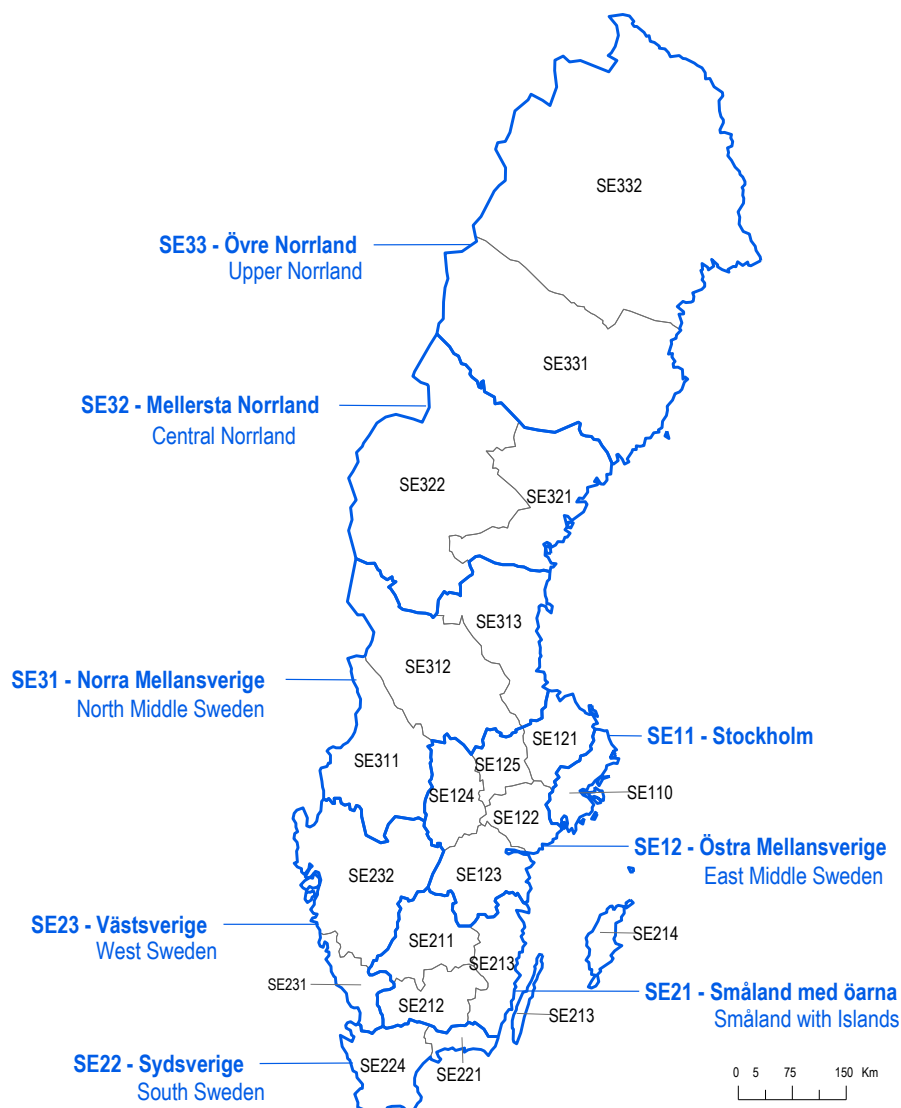 SE332
SE33 - Övre Norrland
Upper Norrland
SE331
SE32 - Mellersta Norrland
Central Norrland
SE322
SE321
SE313
SE312
SE31 - Norra Mellansverige
North Middle Sweden
SE121
SE11 - Stockholm
SE125
SE311
SE124
SE110
SE122
SE12 - Östra Mellansverige
East Middle Sweden
SE232
SE123
SE23 - Västsverige
West Sweden
SE211
SE214
SE213
SE231
SE212
SE21 - Småland med öarna
Småland with Islands
SE213
SE22 - Sydsverige
South Sweden
SE224
SE221
0 5 75 150 Km